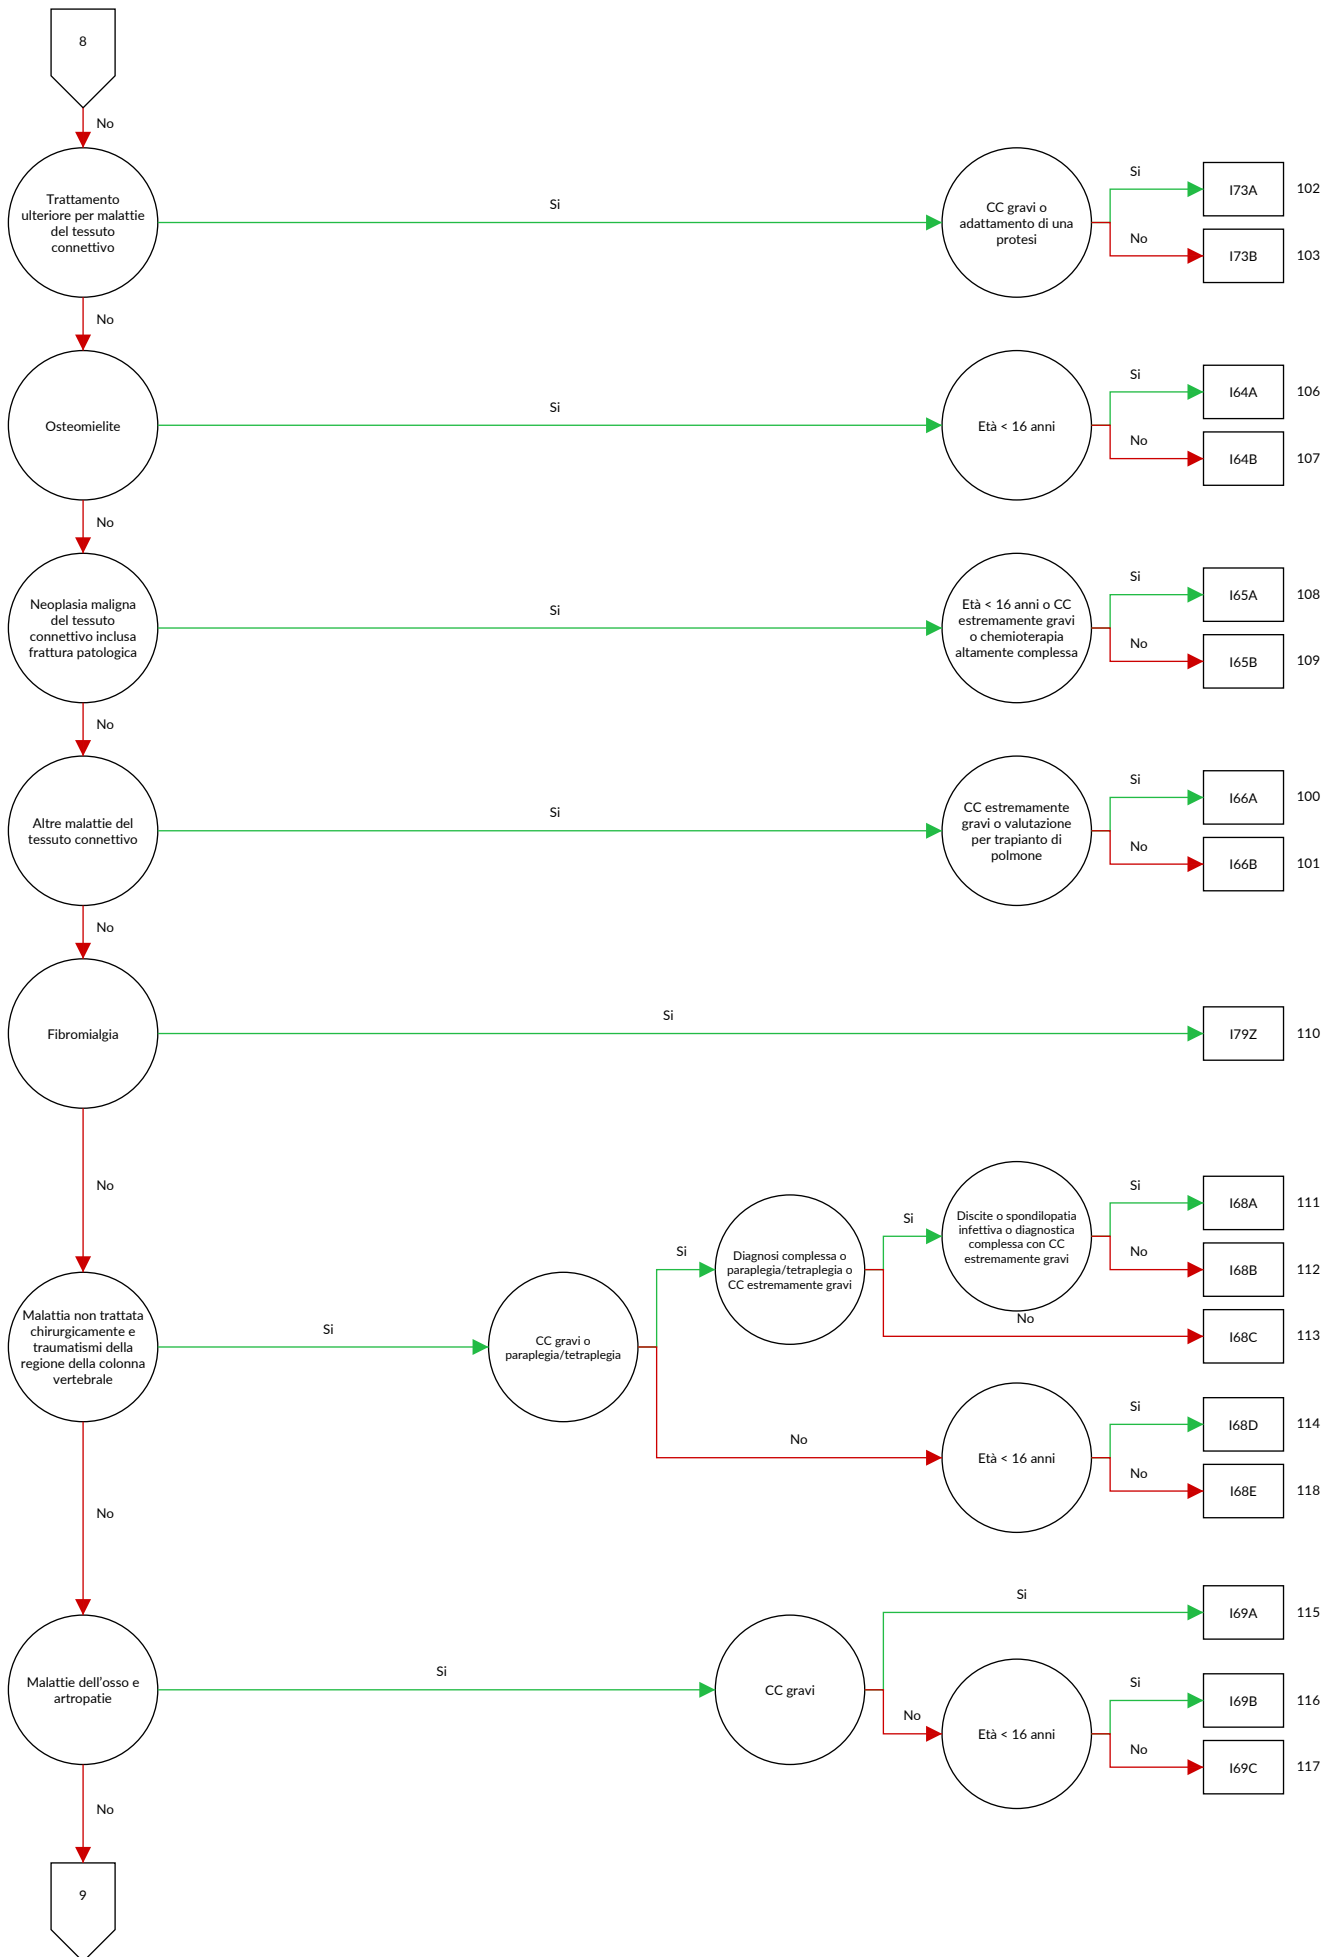 8
No
Trattamento
ulteriore per malattie
del tessuto
connettivo
Si
CC gravi o
adattamento di una
protesi
Si
I73A
102
No
I73B
103
No
Osteomielite
Si
Età < 16 anni
Si
I64A
106
No
I64B
107
No
Neoplasia maligna
del tessuto
connettivo inclusa
frattura patologica
Si
Età < 16 anni o CC
estremamente gravi
o chemioterapia
altamente complessa
Si
I65A
108
No
I65B
109
No
Altre malattie del
tessuto connettivo
Si
CC estremamente
gravi o valutazione
per trapianto di
polmone
Si
I66A
100
No
I66B
101
No
Fibromialgia
Si
I79Z
110
No
Malattia non trattata
chirurgicamente e
traumatismi della
regione della colonna
vertebrale
Si
CC gravi o
paraplegia/tetraplegia
Si
Diagnosi complessa o
paraplegia/tetraplegia o
CC estremamente gravi
Si
Discite o spondilopatia
infettiva o diagnostica
complessa con CC
estremamente gravi
Si
I68A
111
No
I68B
112
No
I68C
113
No
Età < 16 anni
Si
I68D
114
No
I68E
118
No
Malattie dell'osso e
artropatie
Si
CC gravi
Si
I69A
115
No
Età < 16 anni
Si
I69B
116
No
I69C
117
No
9